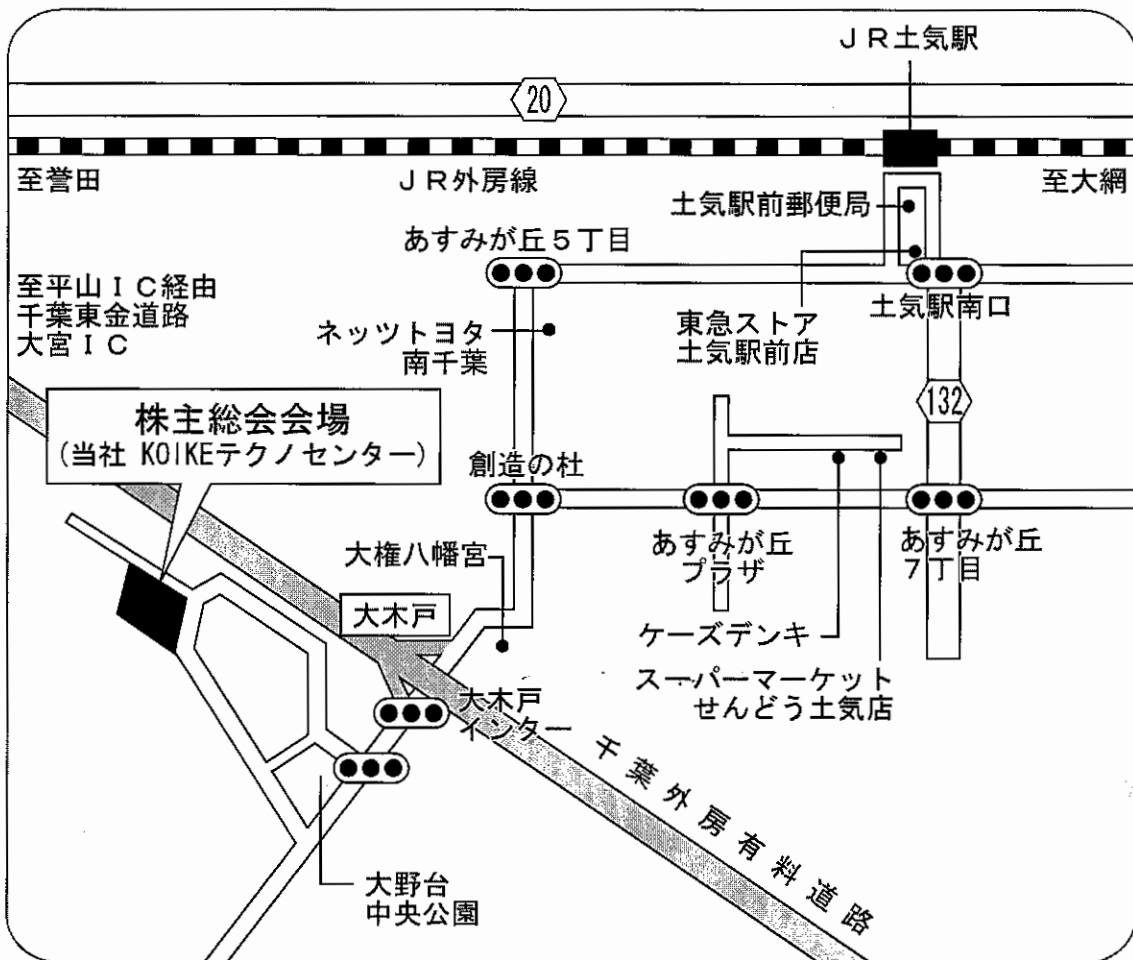 ＪＲ土気駅
20
至誉田
ＪＲ外房線
至大網
土気駅前郵便局
あすみが丘５丁目
至平山ＩＣ経由
千葉東金道路
大宮ＩＣ
ネッツトヨタ
南千葉
東急ストア
土気駅前店
土気駅南口
株主総会会場
(当社 KOIKEテクノセンター)
132
創造の杜
大権八幡宮
あすみが丘
プラザ
あすみが丘
７丁目
大木戸
ケーズデンキ
スーパーマーケット
せんどう土気店
大木戸
インター
千葉外房有料道路
大野台
中央公園